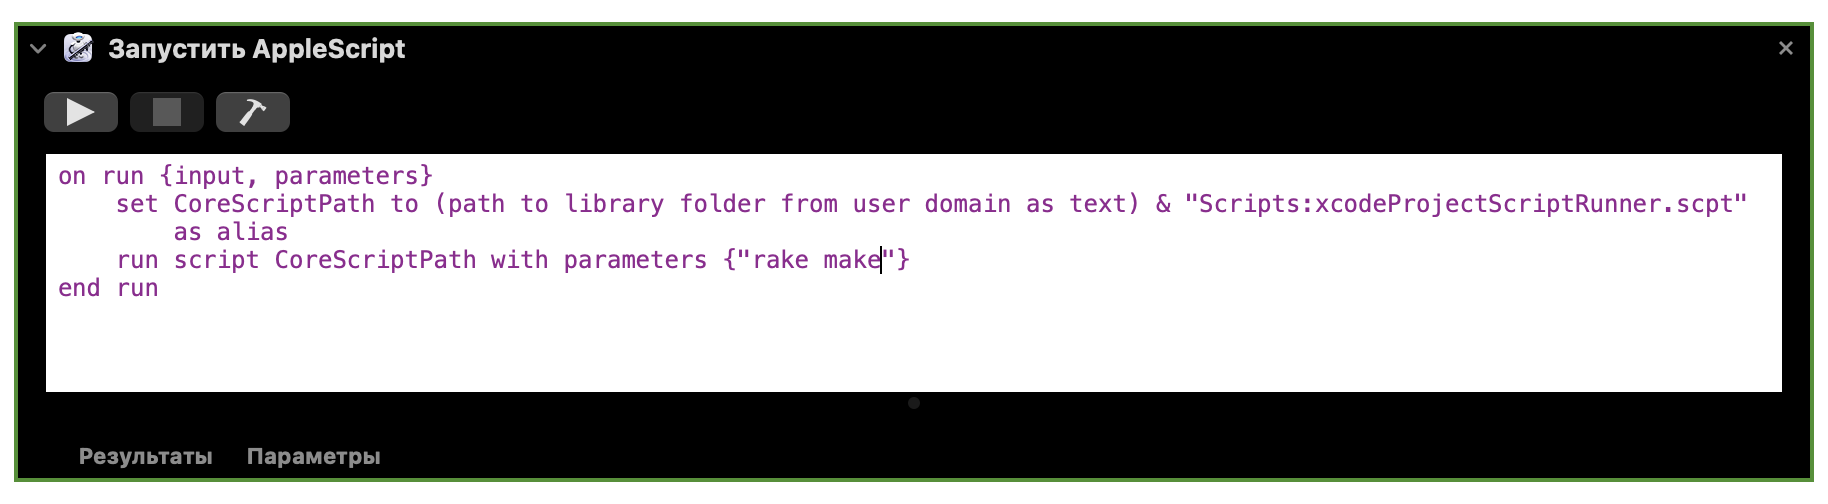 Запустить AppleScript
on run {input, parameters}
set CoreScriptPath to (path to library folder from user domain as text) & "Scripts:xcodeProjectScriptRunner.scpt"
as alias
run script CoreScriptPath with parameters {"rake make"}
end run
Результаты Параметры